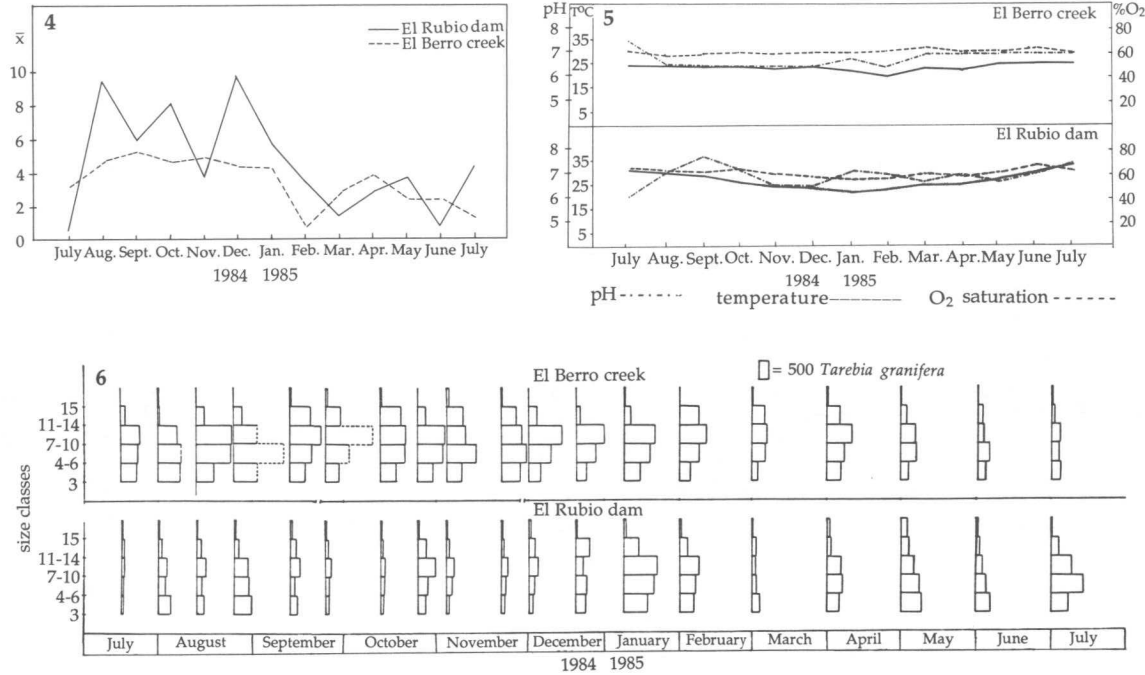 4
x̄
El Rubio dam
El Berro creek
10
8
6
4
2
0
July Aug. Sept. Oct. Nov. Dec. Jan. Feb. Mar. Apr. May June July
1984 1985
pH T°C 5 El Berro creek %O₂
8 35 80
7 25 60
6 15 40
5 5 20
El Rubio dam
8 35 80
7 25 60
6 15 40
5 5 20
July Aug. Sept. Oct. Nov. Dec. Jan. Feb. Mar. Apr. May June July
1984 1985
pH temperature O₂ saturation
6 El Berro creek = 500 Tarebia granifera
size classes
15
11-14
7-10
4-6
3
El Rubio dam
15
11-14
7-10
4-6
3
July August September October November December January February March April May June July
1984 1985